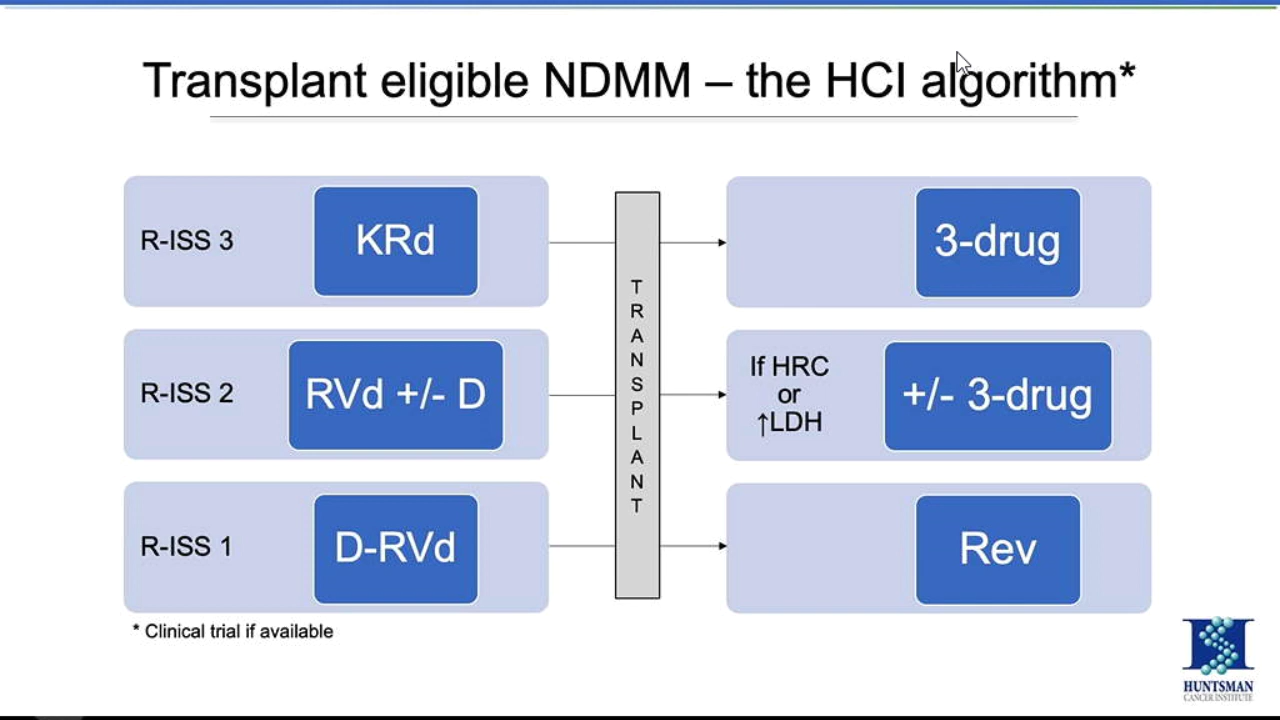 Transplant eligible NDMM – the HCI algorithm*
R-ISS 3
KRd
3-drug
R-ISS 2
RVd +/- D
If HRC
or
↑LDH
+/- 3-drug
R-ISS 1
D-RVd
Rev
T
R
A
N
S
P
L
A
N
T
* Clinical trial if available
HUNTSMAN
CANCER INSTITUTE